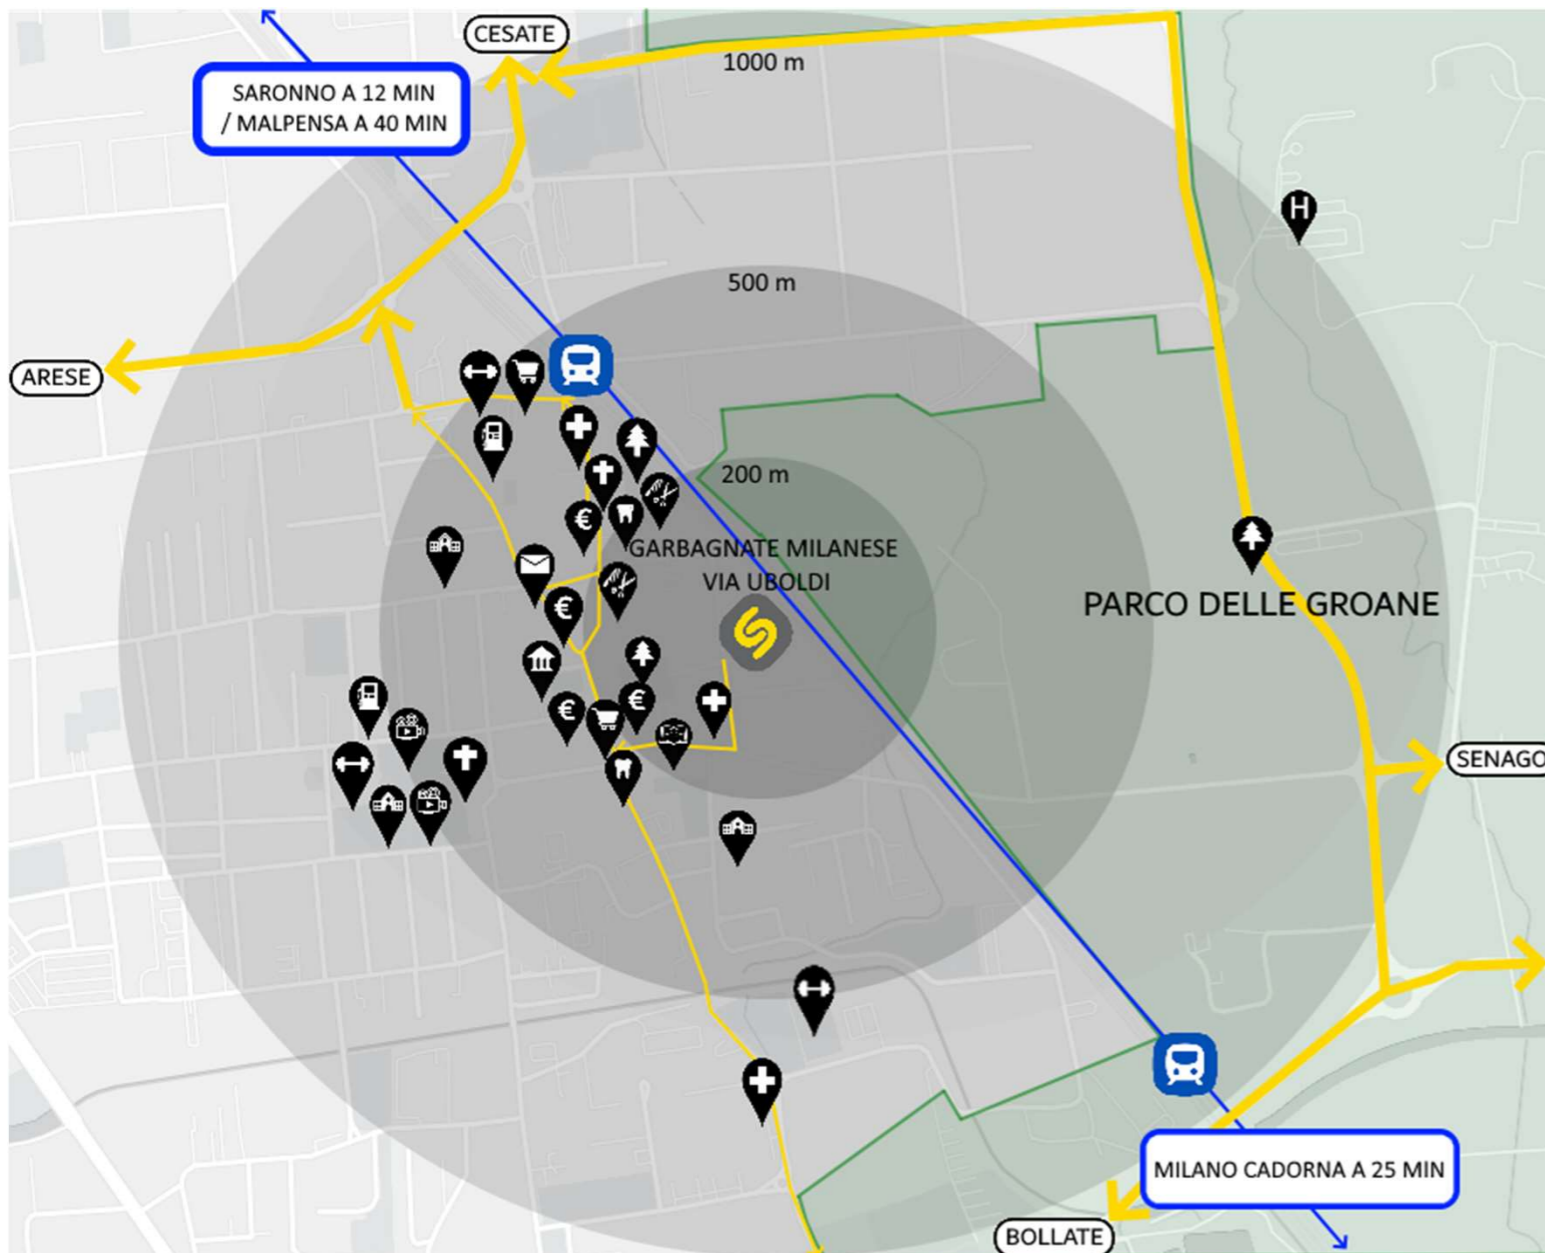 CESATE
1000 m
SARONNO A 12 MIN
/ MALPENSA A 40 MIN
H
500 m
ARESE
200 m
€
GARBAGNATE MILANESE
VIA UBOLDI
PARCO DELLE GROANE
€
€
€
SENAGO
MILANO CADORNA A 25 MIN
BOLLATE